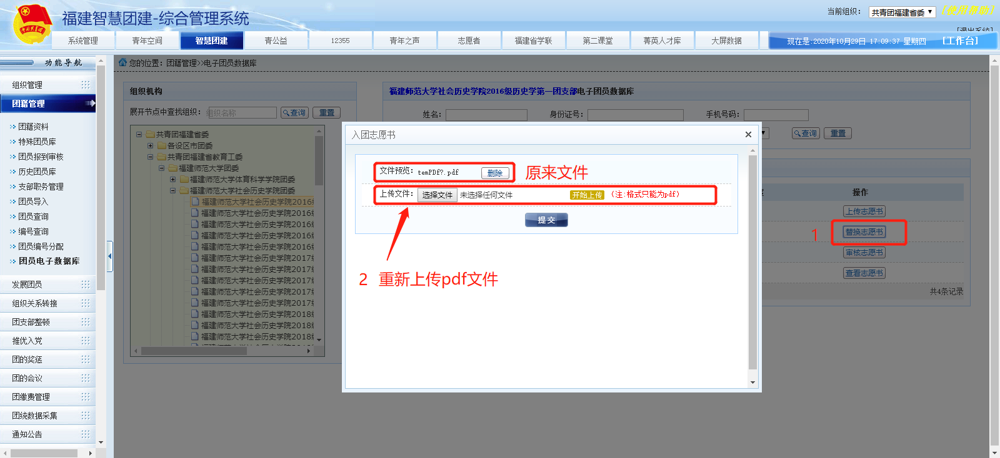 福建智慧团建-综合管理系统
当前组织： 共青团福建省委 [使用帮助]
[退出系统]
系统管理 青年空间 智慧团建 青公益 12355 青年之声 志愿者 福建省学联 第二课堂 菁英人才库 大屏数据
现在是:2020年10月29日 17:09:37 星期四 [工作台]
功能导航
组织管理
团籍管理
团籍资料
特殊团员库
团员报到审核
历史团员库
支部职务管理
团员导入
团员查询
编号查询
团员编号分配
团员电子数据库
发展团员
组织关系转接
团支部整顿
推优入党
团的奖惩
团的会议
团缴费管理
团统数据采集
通知公告
您的位置：团籍管理>>电子团员数据库
组织机构
展开节点中查找组织： 组织名称 查询 重置
共青团福建省委
各设区市团委
共青团福建省教育工委
福建师范大学团委
福建师范大学体育科学学院团委
福建师范大学社会历史学院团委
福建师范大学社会历史学院2016
福建师范大学社会历史学院2016
福建师范大学社会历史学院2016
福建师范大学社会历史学院2016
福建师范大学社会历史学院2016
福建师范大学社会历史学院2017
福建师范大学社会历史学院2017
福建师范大学社会历史学院2017
福建师范大学社会历史学院2017
福建师范大学社会历史学院2017
福建师范大学社会历史学院2018
福建师范大学社会历史学院2018
福建师范大学社会历史学院2018
福建师范大学社会历史学院2016级历史学第一团支部电子团员数据库
姓名： 身份证号： 手机号码：
查询 重置
操作
上传志愿书
1 替换志愿书
审核志愿书
查看志愿书
共4条记录
入团志愿书 ×
文件预览： temPDf?.pdf 删除 原来文件
上传文件： 选择文件 未选择任何文件 开始上传 (注:格式只能为pdf)
提交
2 重新上传pdf文件